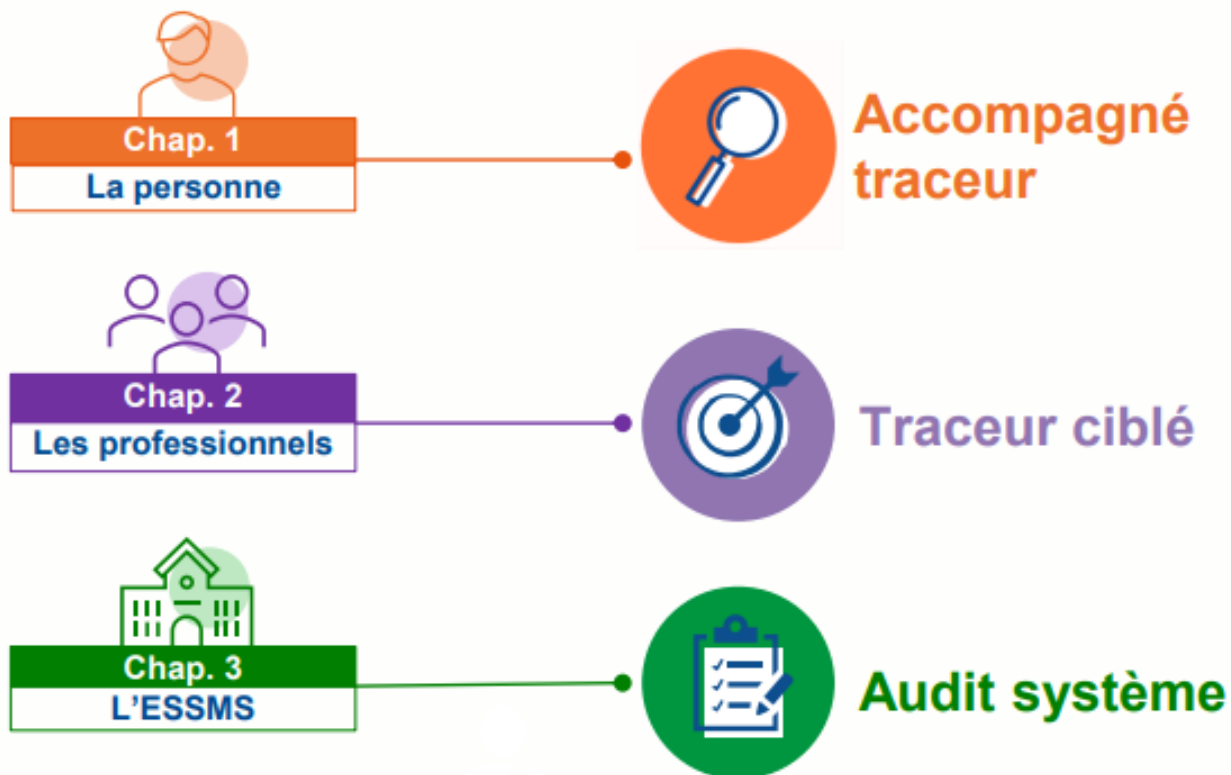 Chap. 1
La personne
Accompagné
traceur
Chap. 2
Les professionnels
Traceur ciblé
Chap. 3
L'ESSMS
Audit système